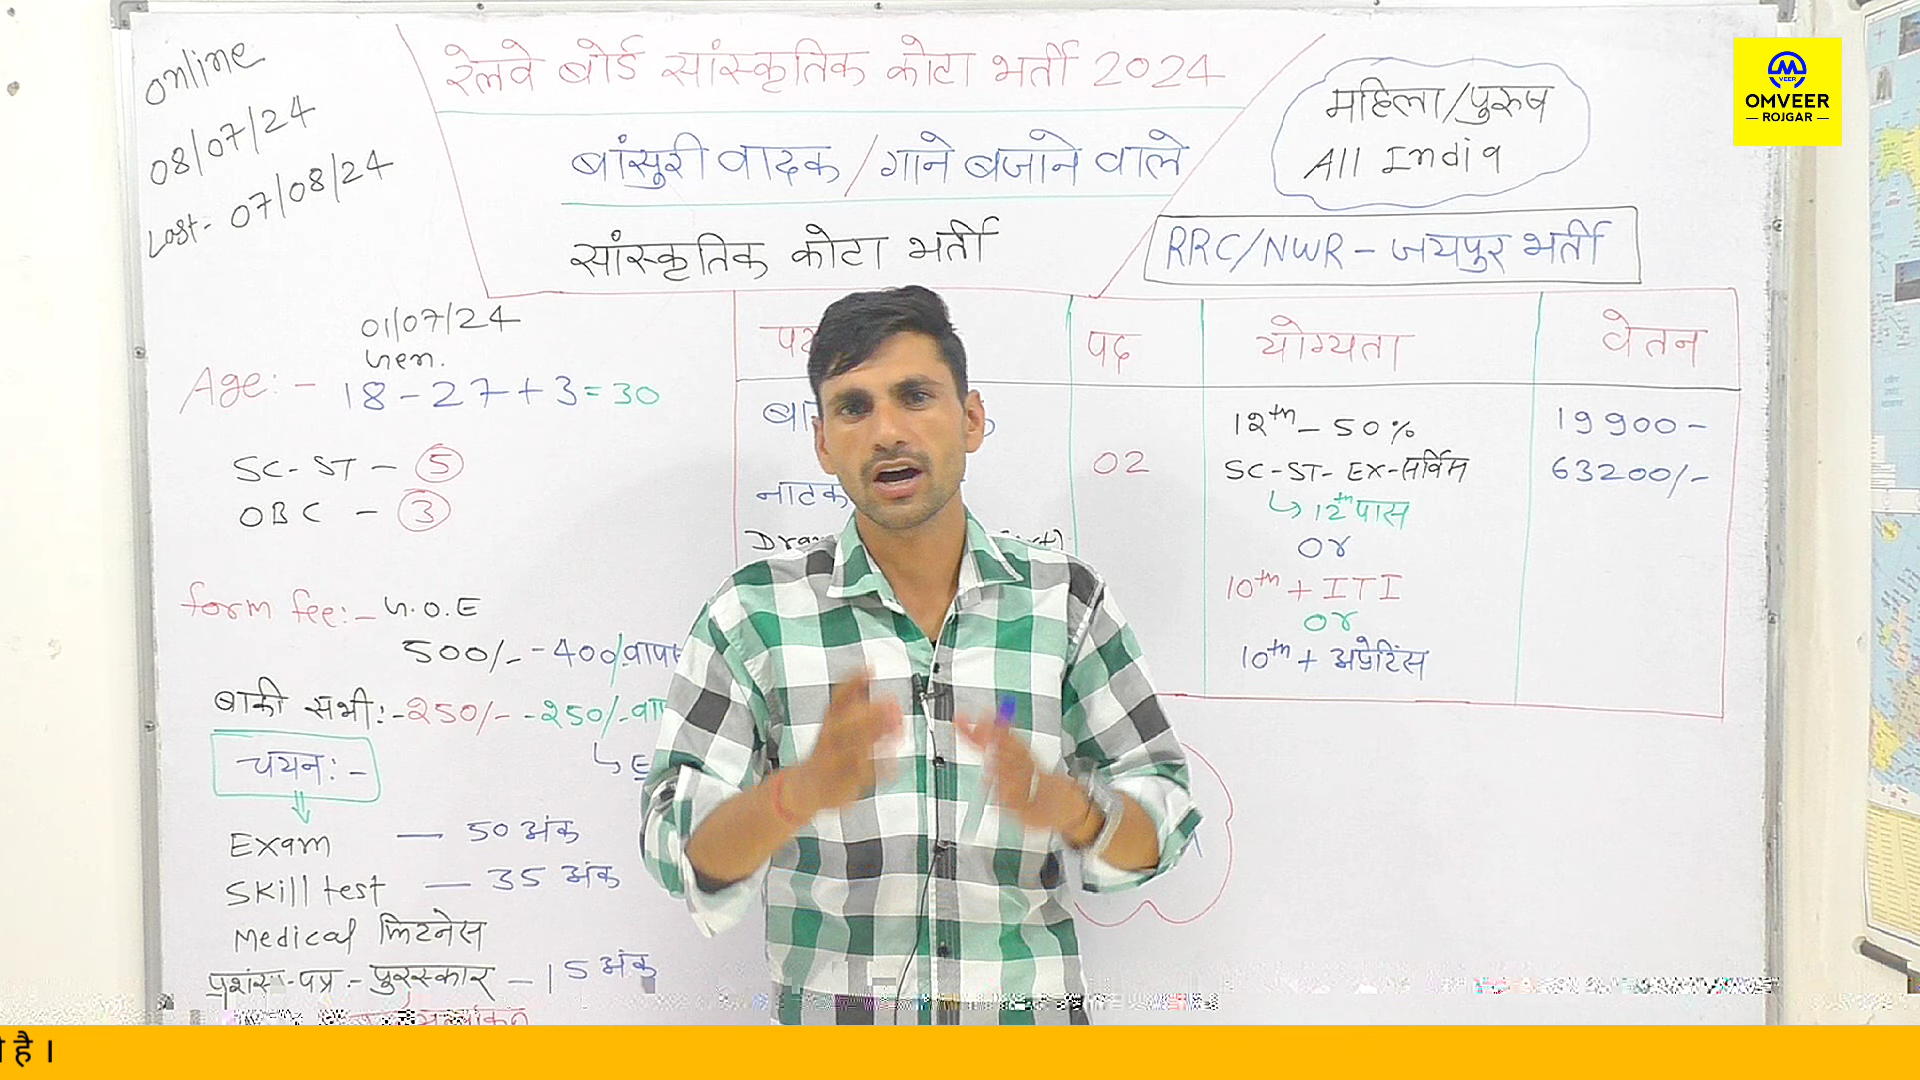 online
08/07/24
Last- 07/08/24
रेलवे बोर्ड सांस्कृतिक कोटा भर्ती 2024
बांसुरी वादक / गाने बजाने वाले
सांस्कृतिक कोटा भर्ती
महिला/पुरुष
All India
RRC/NWR - जयपुर भर्ती
OMVEER
ROJGAR
01/07/24
Gen.
Age:- 18-27+3=30
SC-ST - 5
OBC - 3
form fee:- G.O.E
500/- -400/
बाकी सभी:-250/- -250/-
चयन:-
Exam — 50 अंक
Skill test — 35 अंक
Medical फिटनेस
प्रशंसा-पत्र - पुरस्कार - 15 अंक
पद
योग्यता
वेतन
नाटक
02
12th - 50%
SC-ST-EX-सर्विस
12th पास
or
10th + ITI
or
10th + अप्रेंटिस
19900-
63200/-
है ।